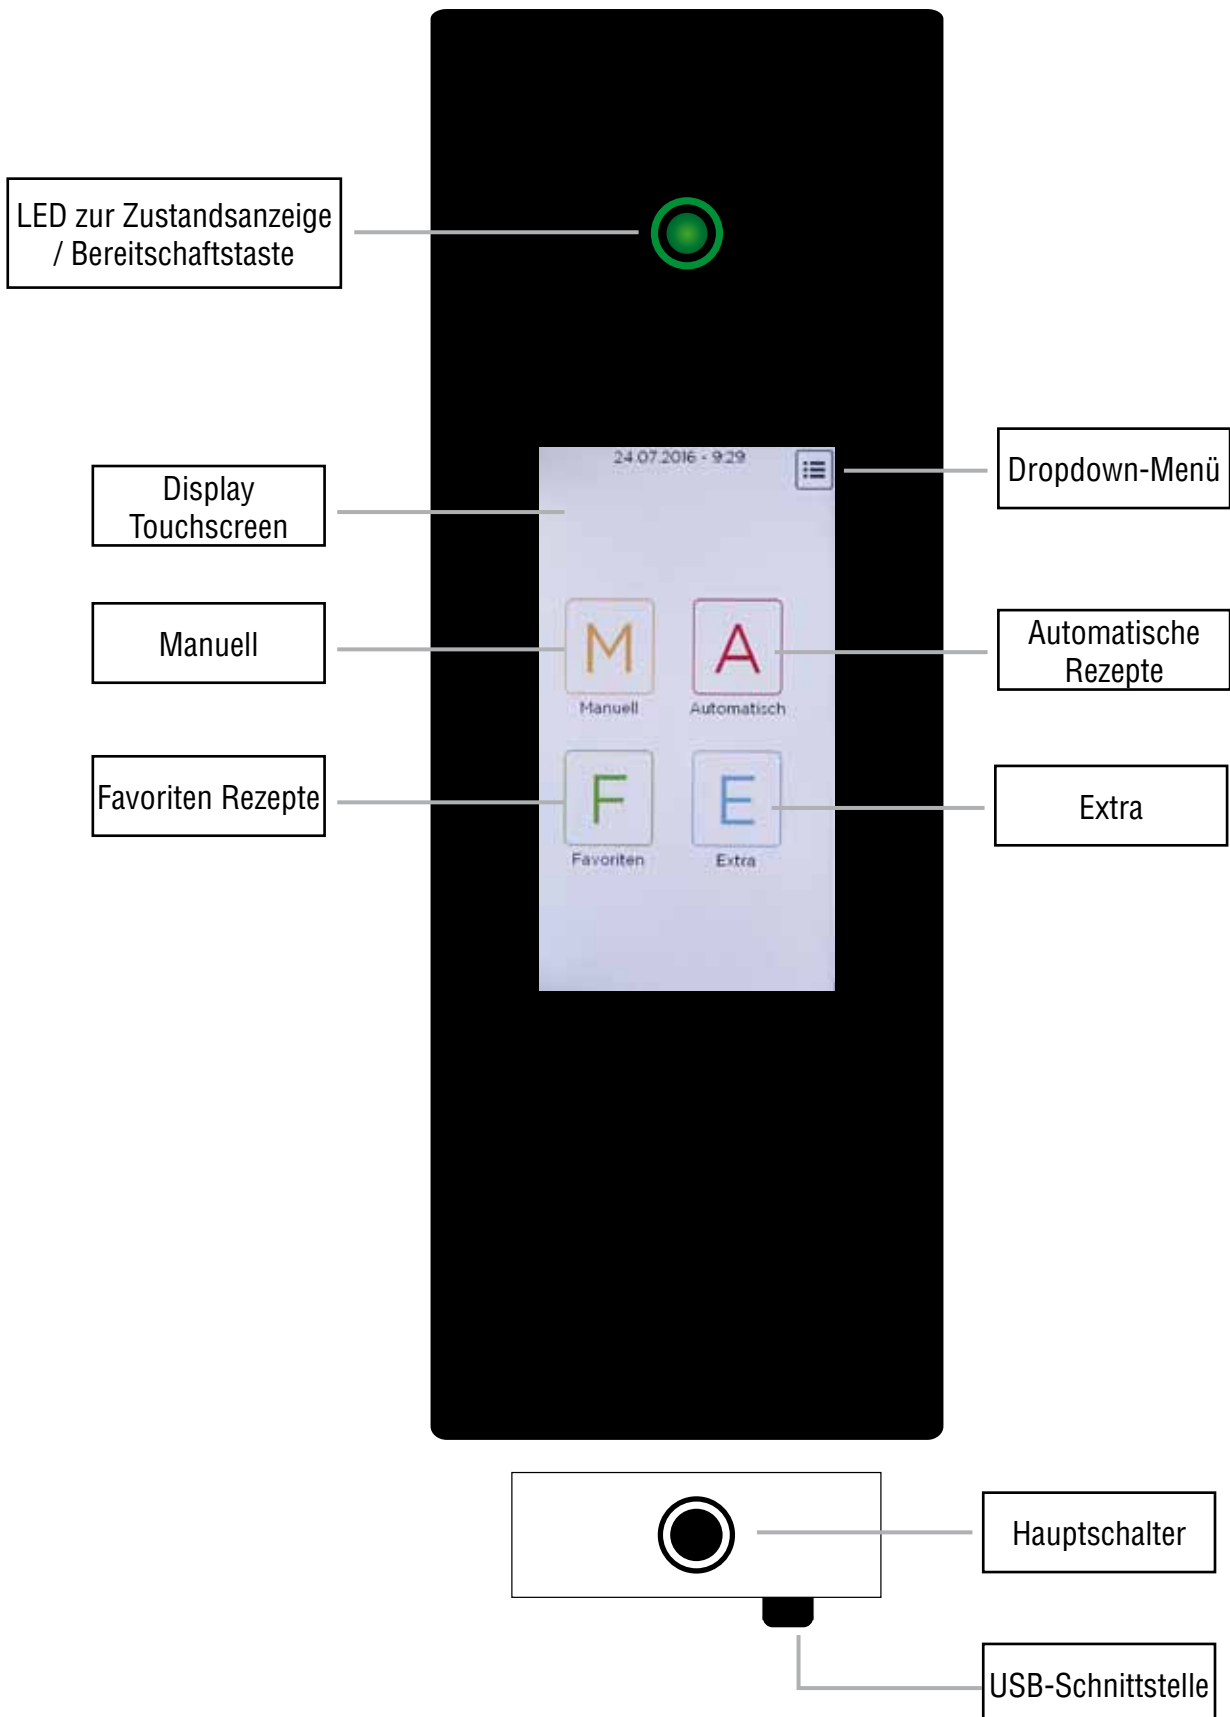 LED zur Zustandsanzeige
/ Bereitschaftstaste
24.07.2016 - 9:29
Dropdown-Menü
Display
Touchscreen
Manuell
M
A
Automatische
Rezepte
Manuell
Automatisch
Favoriten Rezepte
F
E
Extra
Favoriten
Extra
Hauptschalter
USB-Schnittstelle